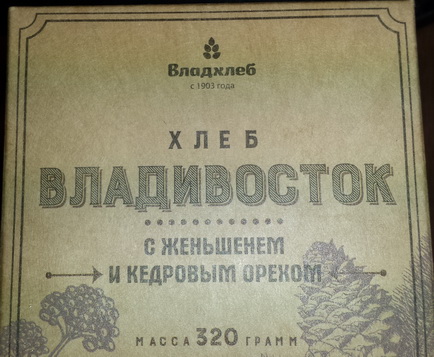 Владхлеб
с 1903 года
ХЛЕБ
ВЛАДИВОСТОК
С ЖЕНЬШЕНЕМ
И КЕДРОВЫМ ОРЕХОМ
МАССА 320 ГРАММ